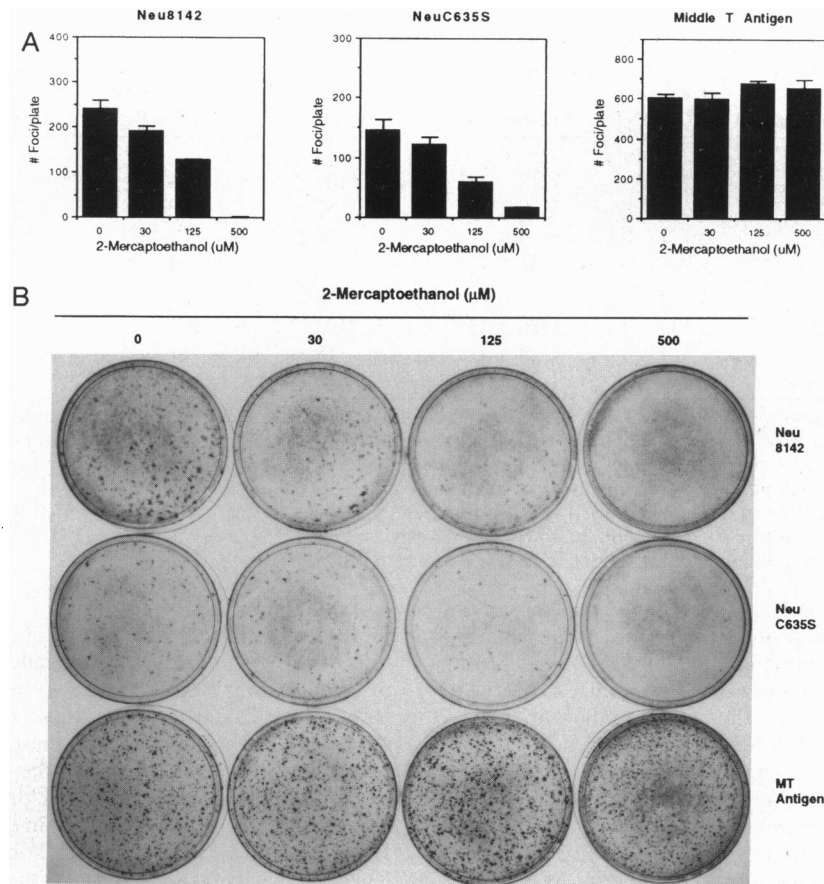 A
Neu8142
# Foci/plate
400
300
200
100
0
0 30 125 500
2-Mercaptoethanol (uM)
NeuC635S
# Foci/plate
300
200
100
0
0 30 125 500
2-Mercaptoethanol (uM)
Middle T Antigen
# Foci/plate
800
600
400
200
0
0 30 125 500
2-Mercaptoethanol (uM)
B
2-Mercaptoethanol (μM)
0 30 125 500
Neu
8142
Neu
C635S
MT
Antigen